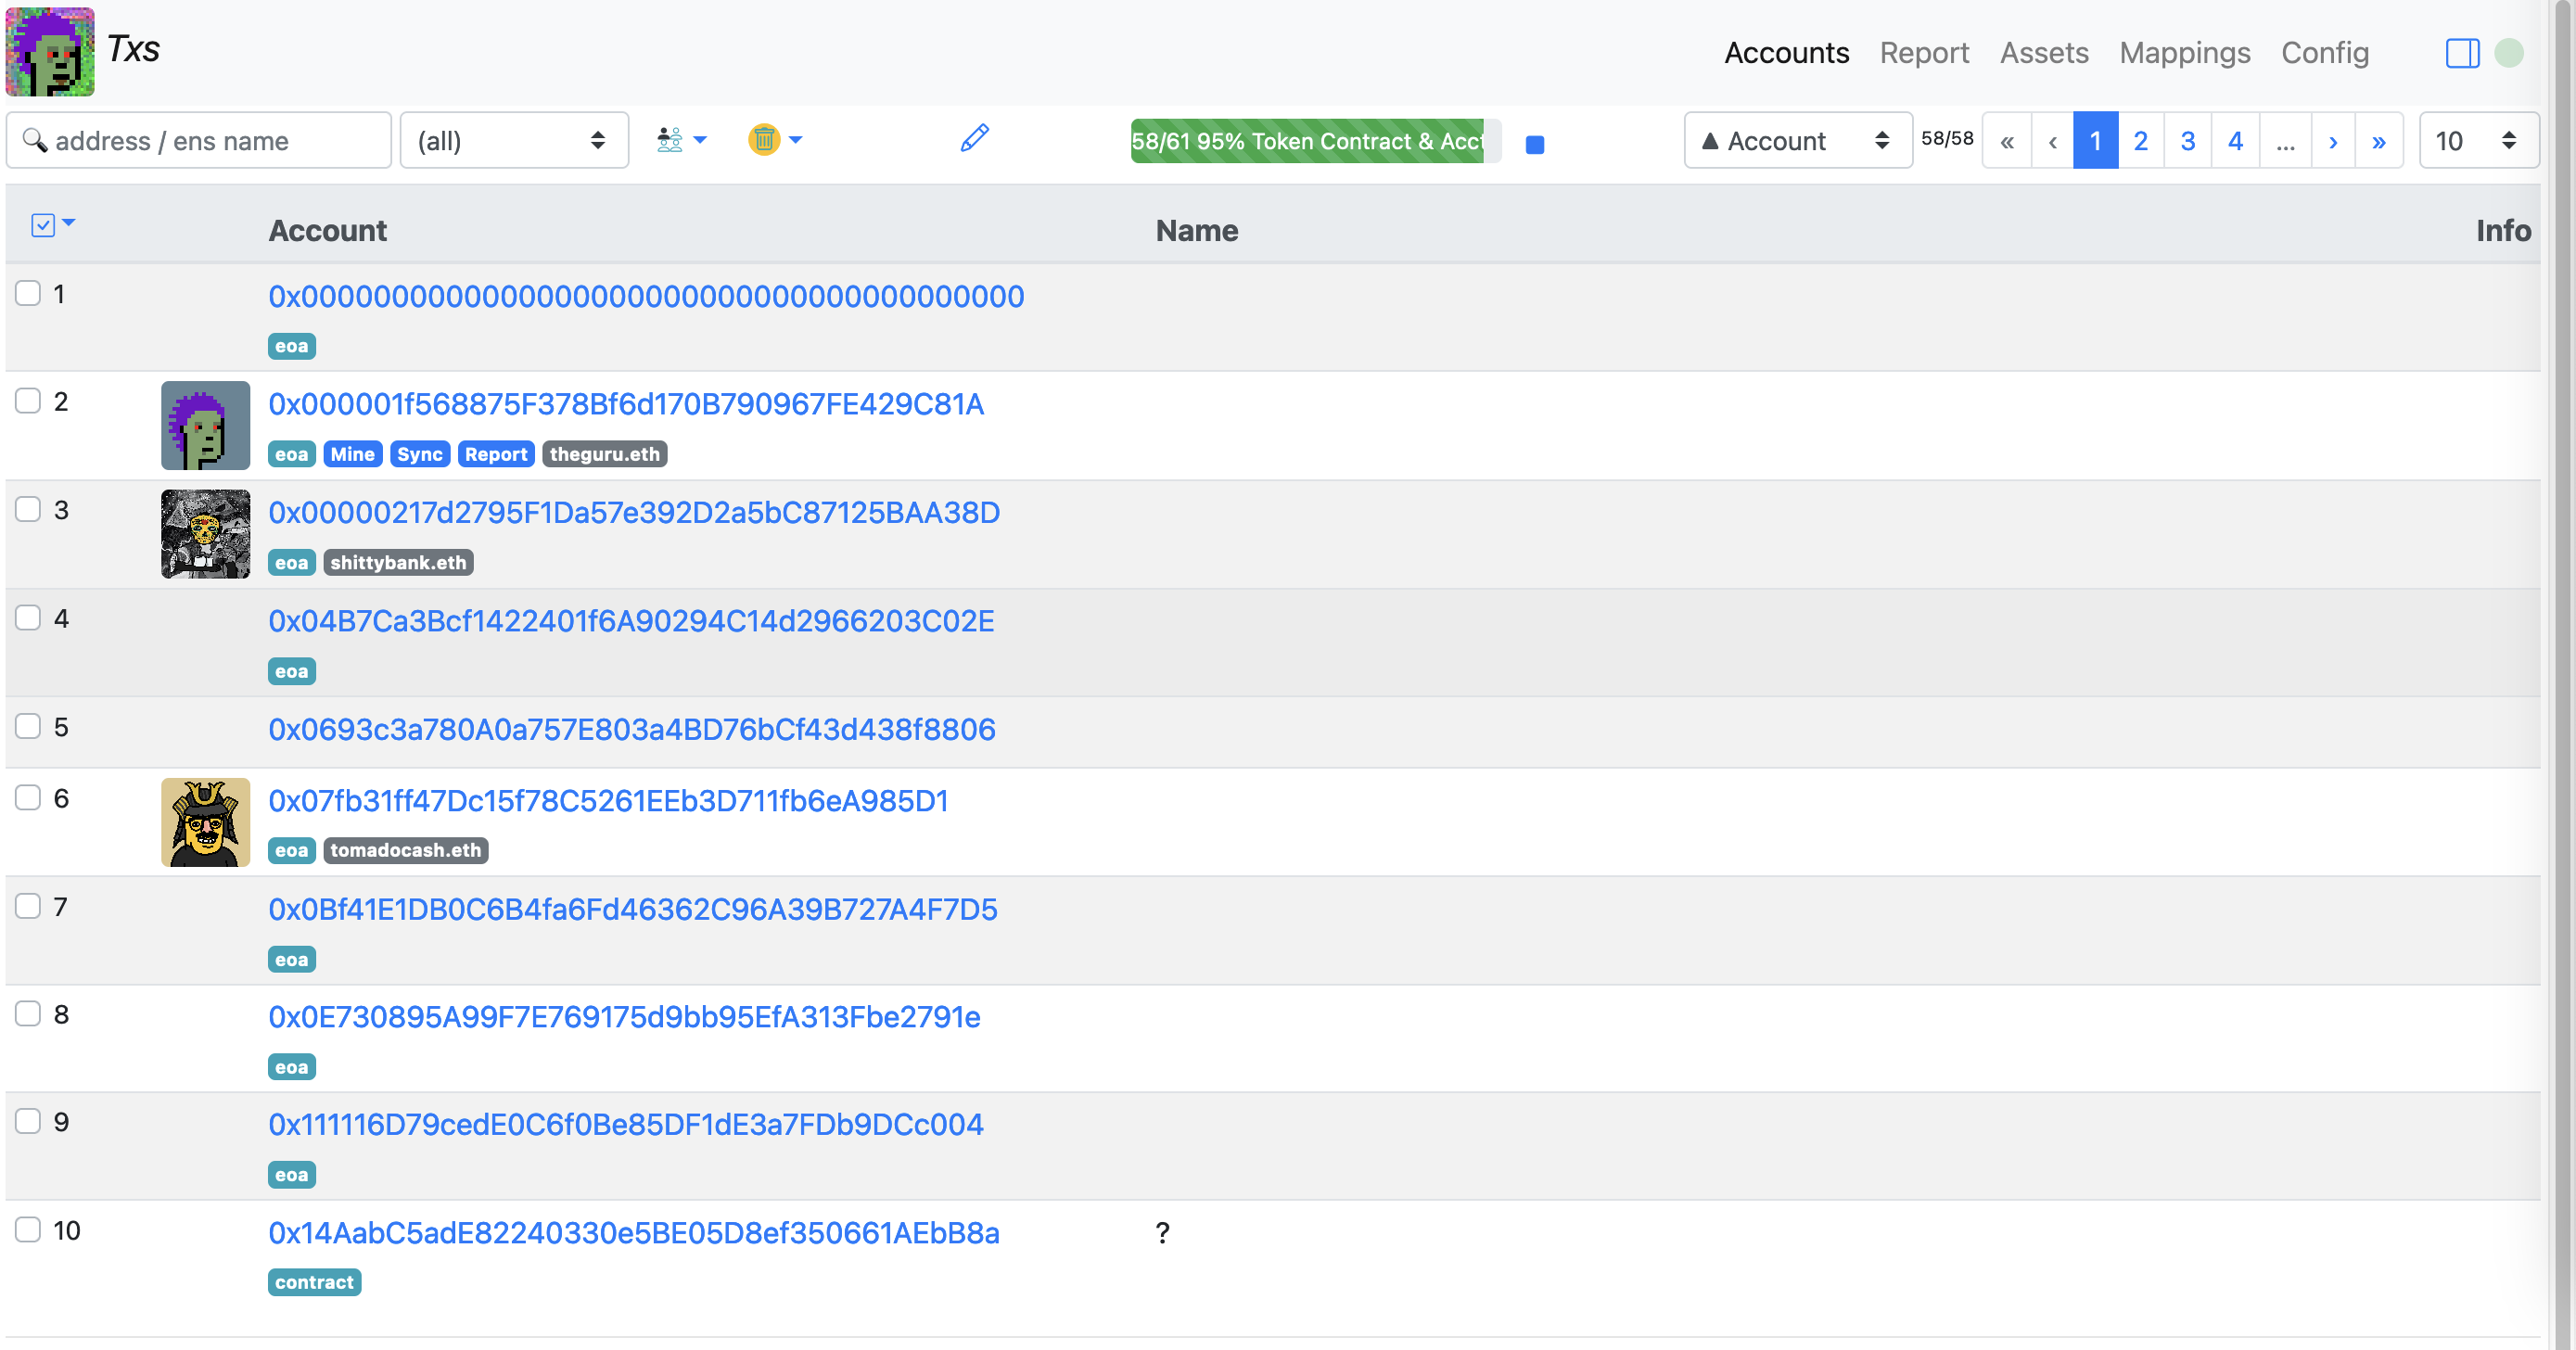 Txs
Accounts Report Assets Mappings Config
address / ens name (all) 58/61 95% Token Contract & Acct ▲ Account 58/58 « ‹ 1 2 3 4 ... › » 10
Account Name Info
1 0x0000000000000000000000000000000000000000
eoa
2 0x000001f568875F378Bf6d170B790967FE429C81A
eoa Mine Sync Report theguru.eth
3 0x00000217d2795F1Da57e392D2a5bC87125BAA38D
eoa shittybank.eth
4 0x04B7Ca3Bcf1422401f6A90294C14d2966203C02E
eoa
5 0x0693c3a780A0a757E803a4BD76bCf43d438f8806
6 0x07fb31ff47Dc15f78C5261EEb3D711fb6eA985D1
eoa tomadocash.eth
7 0x0Bf41E1DB0C6B4fa6Fd46362C96A39B727A4F7D5
eoa
8 0x0E730895A99F7E769175d9bb95EfA313Fbe2791e
eoa
9 0x111116D79cedE0C6f0Be85DF1dE3a7FDb9DCc004
eoa
10 0x14AabC5adE82240330e5BE05D8ef350661AEbB8a ?
contract